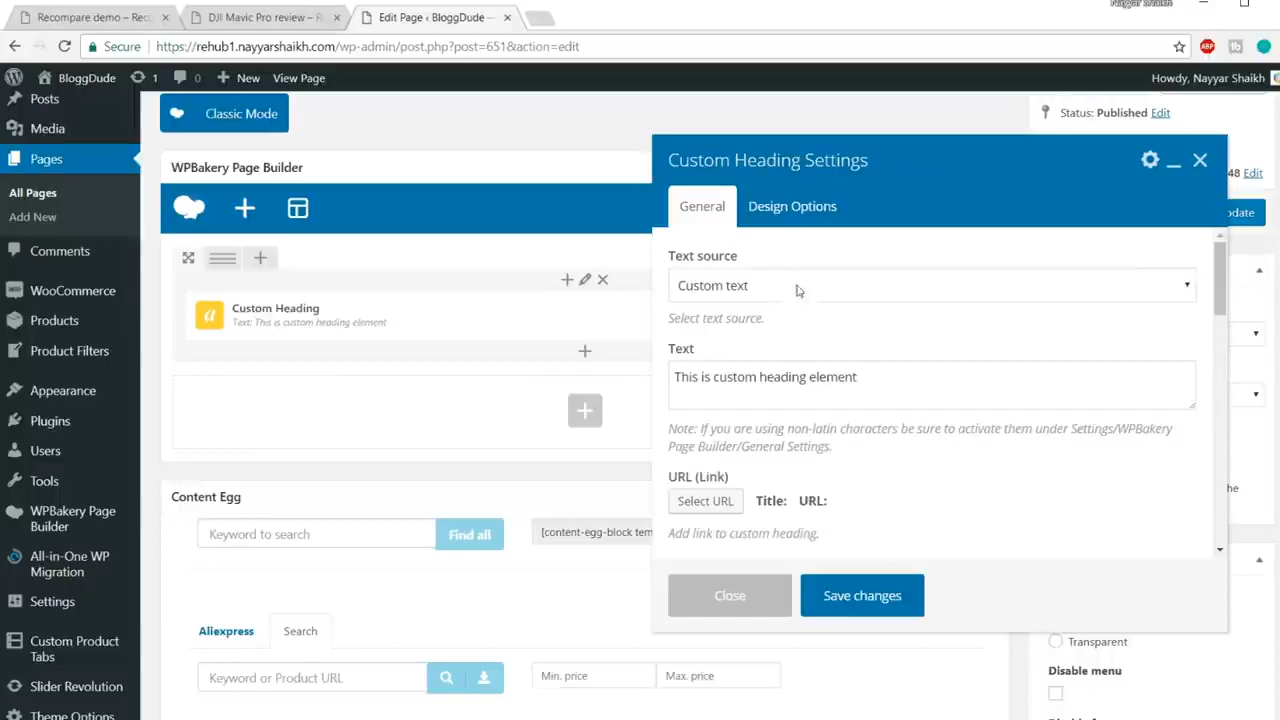 Nayyar Shaikh
Recompare demo – Rec
DJI Mavic Pro review – R
Edit Page ‹ BloggDude —
Secure
https://rehub1.nayyarshaikh.com/wp-admin/post.php?post=651&action=edit
ABP
BloggDude
1
0
New
View Page
Howdy, Nayyar Shaikh
Posts
Media
Pages
All Pages
Add New
Comments
WooCommerce
Products
Product Filters
Appearance
Plugins
Users
Tools
WPBakery Page
Builder
All-in-One WP
Migration
Settings
Custom Product
Tabs
Slider Revolution
Theme Options
Classic Mode
WPBakery Page Builder
Custom Heading
Text: This is custom heading element
Content Egg
Keyword to search
Find all
[content-egg-block tem
Aliexpress
Search
Keyword or Product URL
Min. price
Max. price
Status: Published Edit
48 Edit
date
he
Transparent
Disable menu
Custom Heading Settings
General
Design Options
Text source
Custom text
Select text source.
Text
This is custom heading element
Note: If you are using non-latin characters be sure to activate them under Settings/WPBakery
Page Builder/General Settings.
URL (Link)
Select URL
Title:
URL:
Add link to custom heading.
Close
Save changes